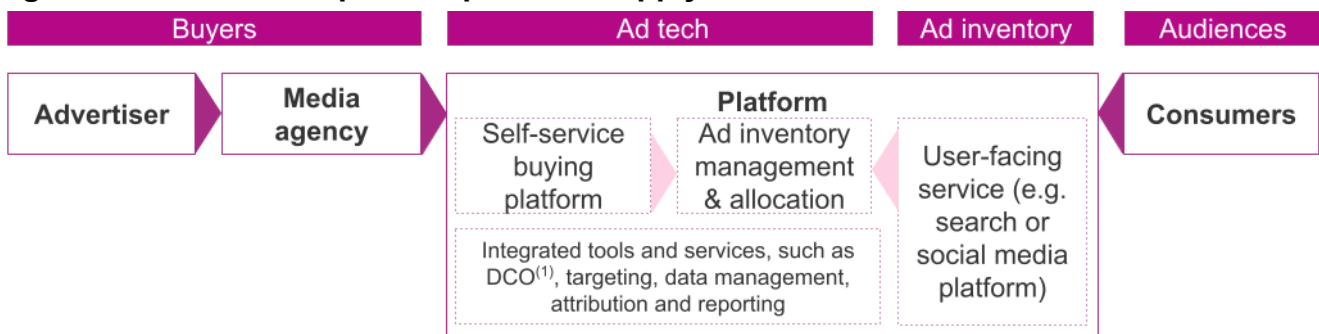 Buyers
Ad tech
Ad inventory
Audiences
Advertiser
Media
agency
Platform
Self-service
buying
platform
Ad inventory
management
& allocation
User-facing
service (e.g.
search or
social media
platform)
Integrated tools and services, such as
DCO(1), targeting, data management,
attribution and reporting
Consumers